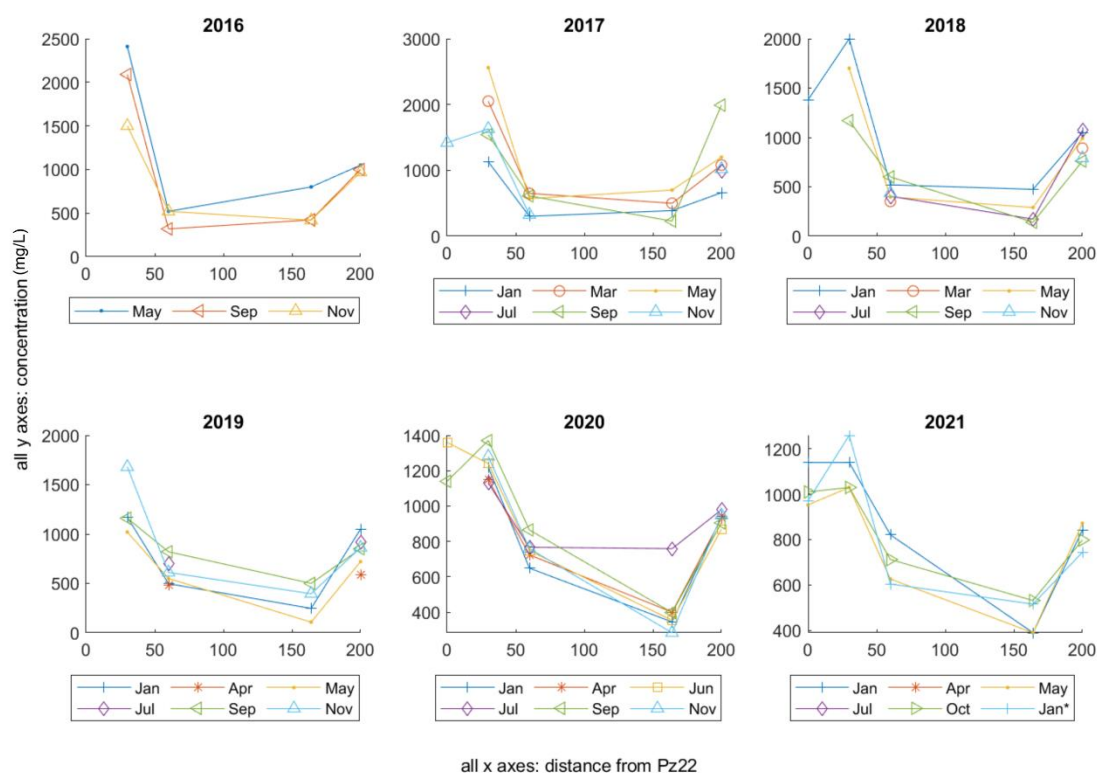 2016
2500
2000
1500
1000
500
0
0 50 100 150 200
May Sep Nov
2017
3000
2000
1000
0
0 50 100 150 200
Jan Mar May
Jul Sep Nov
2018
2000
1500
1000
500
0
0 50 100 150 200
Jan Mar May
Jul Sep Nov
all y axes: concentration (mg/L)
2019
2000
1500
1000
500
0
0 50 100 150 200
Jan Apr May
Jul Sep Nov
2020
1400
1200
1000
800
600
400
0 50 100 150 200
Jan Apr Jun
Jul Sep Nov
2021
1200
1000
800
600
400
0 50 100 150 200
Jan Apr May
Jul Oct Jan*
all x axes: distance from Pz22